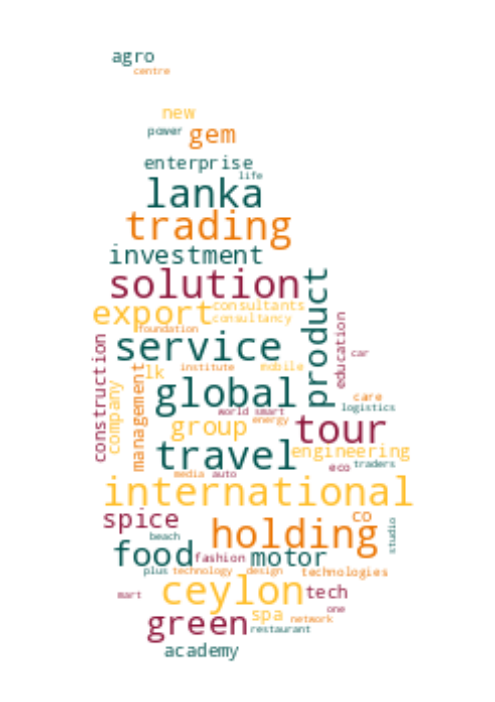 agro
centre
new
power gem
enterprise
life
lanka
trading
investment
solution
product
export consultants
consultancy
foundation
education
construction
service
car
lk institute mobile
management
company
global
care
logistics
world smart
group energy tour
engineering
travel
eco traders
media auto
international
spice holding co
studio
beach
food fashion motor
plus technology design technologies
mart ceylon tech
one
green spa network
restaurant
academy